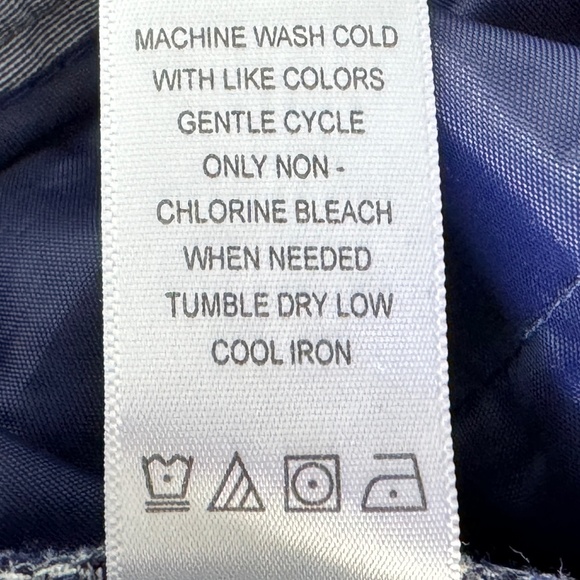 MACHINE WASH COLD
WITH LIKE COLORS
GENTLE CYCLE
ONLY NON -
CHLORINE BLEACH
WHEN NEEDED
TUMBLE DRY LOW
COOL IRON